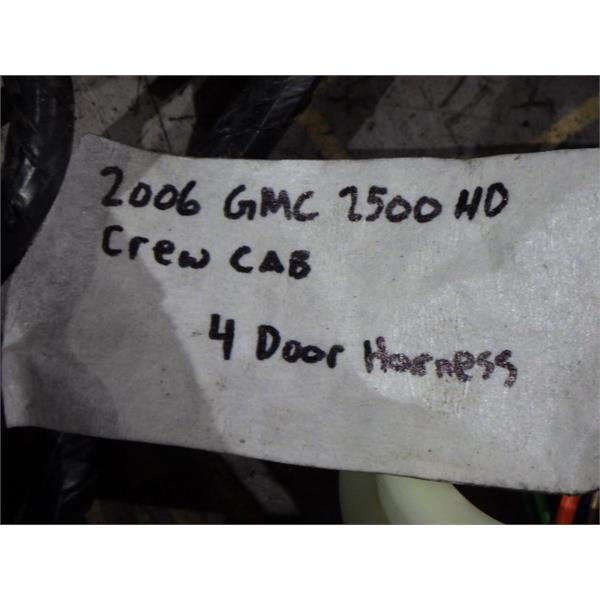 2006 GMC 2500 HD
Crew CAB
4 Door Harness